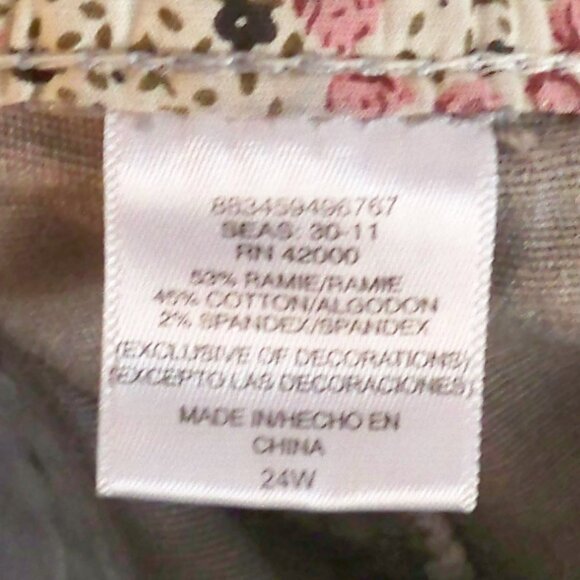 883459496767
SEAS: 30-11
RN 42000
53% RAMIE/RAMIE
45% COTTON/ALGODON
2% SPANDEX/SPANDEX
(EXCLUSIVE OF DECORATIONS)
(EXCEPTO LAS DECORACIONES)
MADE IN/HECHO EN
CHINA
24W